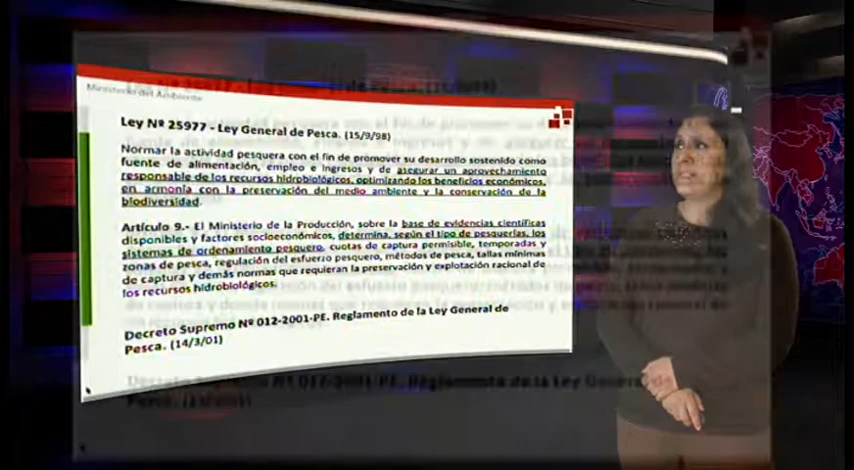 Ministerio del Ambiente
Ley Nº 25977 - Ley General de Pesca. (15/9/98)
Normar la actividad pesquera con el fin de promover su desarrollo sostenido como
fuente de alimentación, empleo e ingresos y de asegurar un aprovechamiento
responsable de los recursos hidrobiológicos, optimizando los beneficios económicos,
en armonía con la preservación del medio ambiente y la conservación de la
biodiversidad.
Artículo 9.- El Ministerio de la Producción, sobre la base de evidencias científicas
disponibles y factores socioeconómicos, determina, según el tipo de pesquerías, los
sistemas de ordenamiento pesquero, cuotas de captura permisible, temporadas y
zonas de pesca, regulación del esfuerzo pesquero, métodos de pesca, tallas mínimas
de captura y demás normas que requieran la preservación y explotación racional de
los recursos hidrobiológicos.
Decreto Supremo Nº 012-2001-PE. Reglamento de la Ley General de
Pesca. (14/3/01)